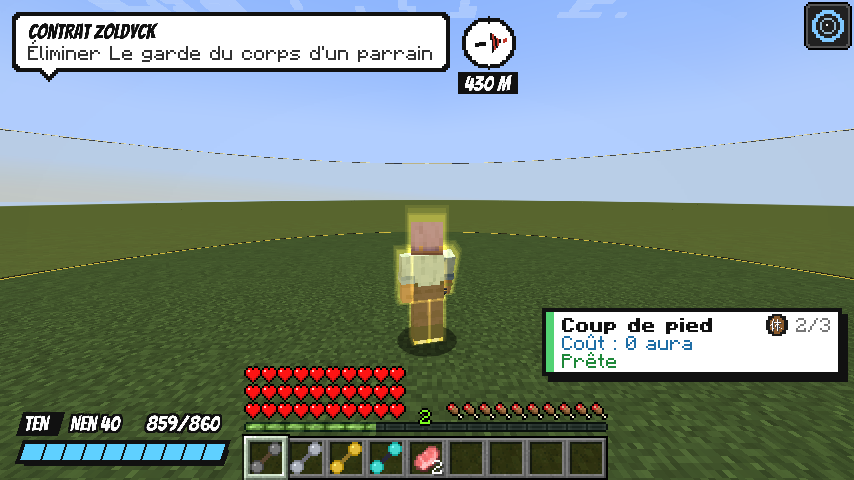 CONTRAT ZOLDYCK
Éliminer Le garde du corps d'un parrain
430 M
Coup de pied
2/3
Coût : 0 aura
Prête
TEN
NEN 40
859/860
2
2